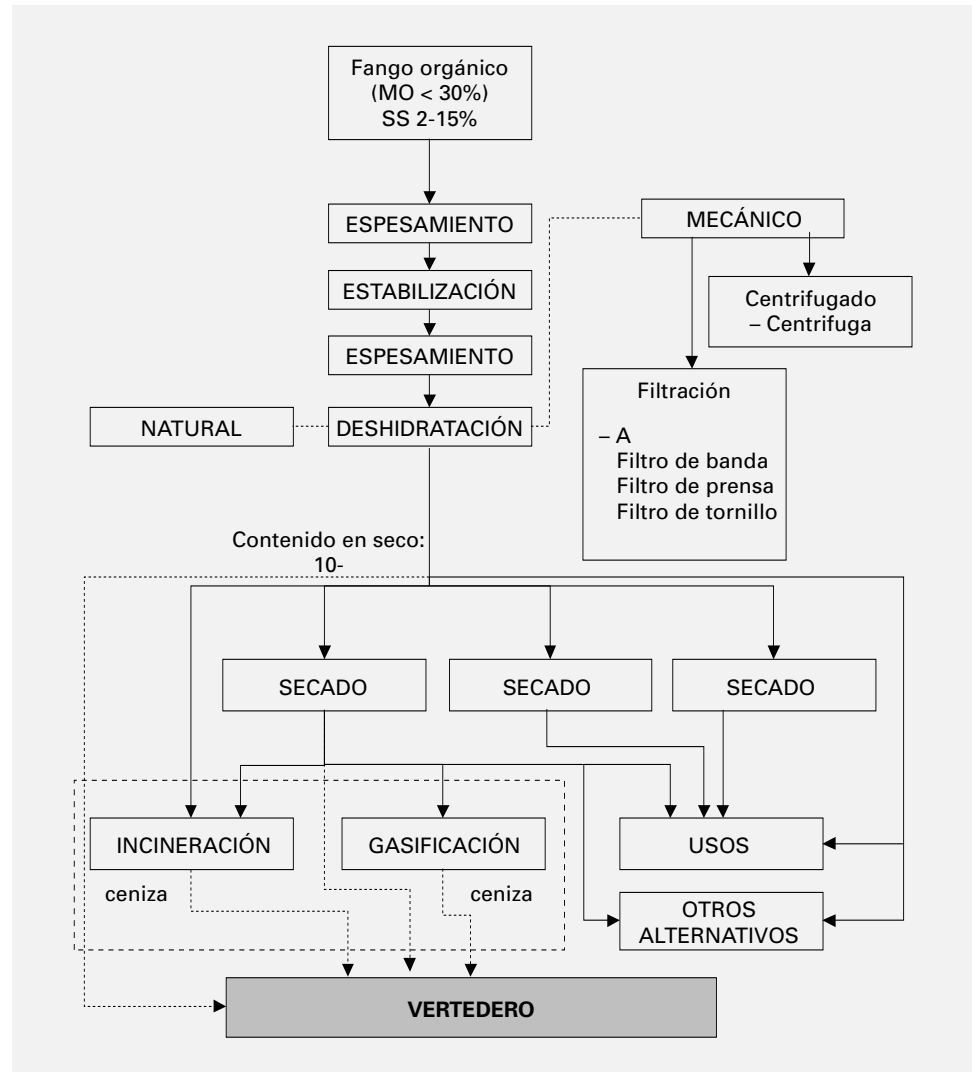 Fango orgánico
(MO < 30%)
SS 2-15%
ESPESAMIENTO
MECÁNICO
ESTABILIZACIÓN
Centrifugado
– Centrifuga
ESPESAMIENTO
Filtración
NATURAL
DESHIDRATACIÓN
– A
Filtro de banda
Filtro de prensa
Filtro de tornillo
Contenido en seco:
10-
SECADO
SECADO
SECADO
INCINERACIÓN
GASIFICACIÓN
USOS
ceniza
ceniza
OTROS
ALTERNATIVOS
VERTEDERO